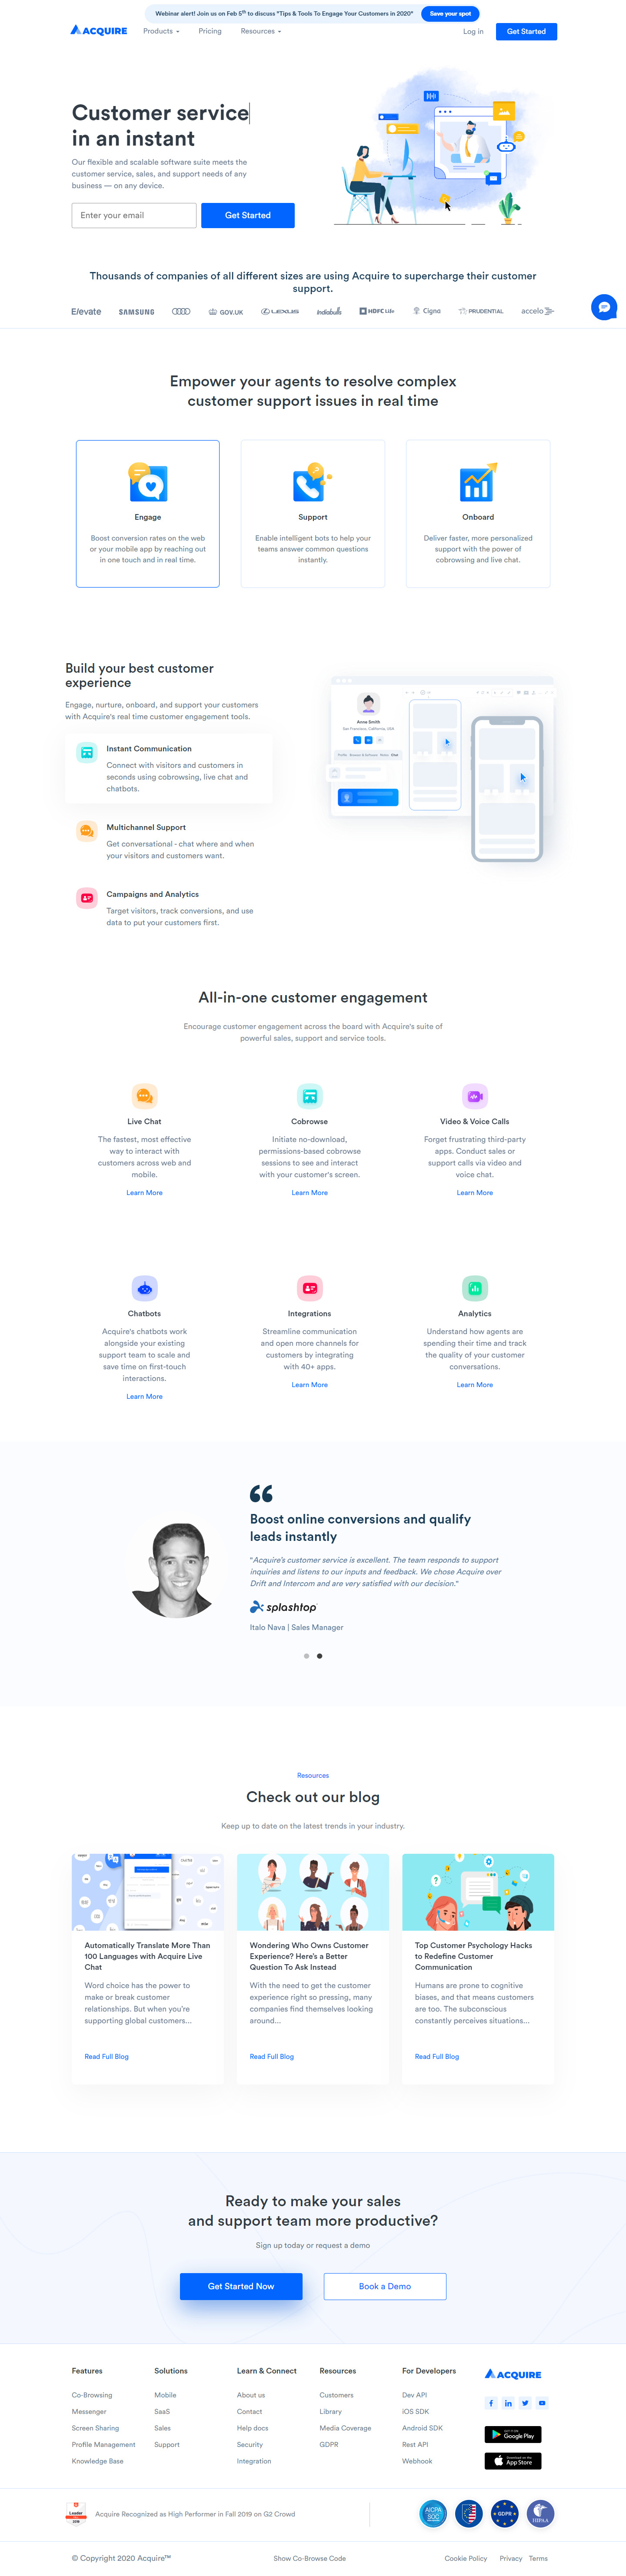 Webinar alert! Join us on Feb 5th to discuss "Tips & Tools To Engage Your Customers in 2020"
Save your spot
ACQUIRE
Products
Pricing
Resources
Log in
Get Started
Customer service
in an instant
Our flexible and scalable software suite meets the
customer service, sales, and support needs of any
business — on any device.
Enter your email
Get Started
Thousands of companies of all different sizes are using Acquire to supercharge their customer
support.
Elevate
SAMSUNG
GOV.UK
LEXUS
Indiabulls
HDFC Life
Cigna
PRUDENTIAL
accelo
Empower your agents to resolve complex
customer support issues in real time
Engage
Boost conversion rates on the web
or your mobile app by reaching out
in one touch and in real time.
Support
Enable intelligent bots to help your
teams answer common questions
instantly.
Onboard
Deliver faster, more personalized
support with the power of
cobrowsing and live chat.
Build your best customer
experience
Engage, nurture, onboard, and support your customers
with Acquire's real time customer engagement tools.
Instant Communication
Connect with visitors and customers in
seconds using cobrowsing, live chat and
chatbots.
Multichannel Support
Get conversational - chat where and when
your visitors and customers want.
Campaigns and Analytics
Target visitors, track conversions, and use
data to put your customers first.
Anna Smith
San Francisco, California, USA
All-in-one customer engagement
Encourage customer engagement across the board with Acquire's suite of
powerful sales, support and service tools.
Live Chat
The fastest, most effective
way to interact with
customers across web and
mobile.
Learn More
Cobrowse
Initiate no-download,
permissions-based cobrowse
sessions to see and interact
with your customer's screen.
Learn More
Video & Voice Calls
Forget frustrating third-party
apps. Conduct sales or
support calls via video and
voice chat.
Learn More
Chatbots
Acquire's chatbots work
alongside your existing
support team to scale and
save time on first-touch
interactions.
Learn More
Integrations
Streamline communication
and open more channels for
customers by integrating
with 40+ apps.
Learn More
Analytics
Understand how agents are
spending their time and track
the quality of your customer
conversations.
Learn More
Boost online conversions and qualify
leads instantly
"Acquire's customer service is excellent. The team responds to support
inquiries and listens to our inputs and feedback. We chose Acquire over
Drift and Intercom and are very satisfied with our decision."
splashtop
Italo Nava | Sales Manager
Resources
Check out our blog
Keep up to date on the latest trends in your industry.
Automatically Translate More Than
100 Languages with Acquire Live
Chat
Word choice has the power to
make or break customer
relationships. But when you're
supporting global customers...
Read Full Blog
Wondering Who Owns Customer
Experience? Here's a Better
Question To Ask Instead
With the need to get the customer
experience right so pressing, many
companies find themselves looking
around...
Read Full Blog
Top Customer Psychology Hacks
to Redefine Customer
Communication
Humans are prone to cognitive
biases, and that means customers
are too. The subconscious
constantly perceives situations...
Read Full Blog
Ready to make your sales
and support team more productive?
Sign up today or request a demo
Get Started Now
Book a Demo
Features
Co-Browsing
Messenger
Screen Sharing
Profile Management
Knowledge Base
Solutions
Mobile
SaaS
Sales
Support
Learn & Connect
About us
Contact
Help docs
Security
Integration
Resources
Customers
Library
Media Coverage
GDPR
For Developers
Dev API
iOS SDK
Android SDK
Rest API
Webhook
ACQUIRE
Google Play
App Store
Leader
Acquire Recognized as High Performer in Fall 2019 on G2 Crowd
AICPA
SOC
GDPR
HIPAA
© Copyright 2020 Acquire™
Show Co-Browse Code
Cookie Policy
Privacy
Terms